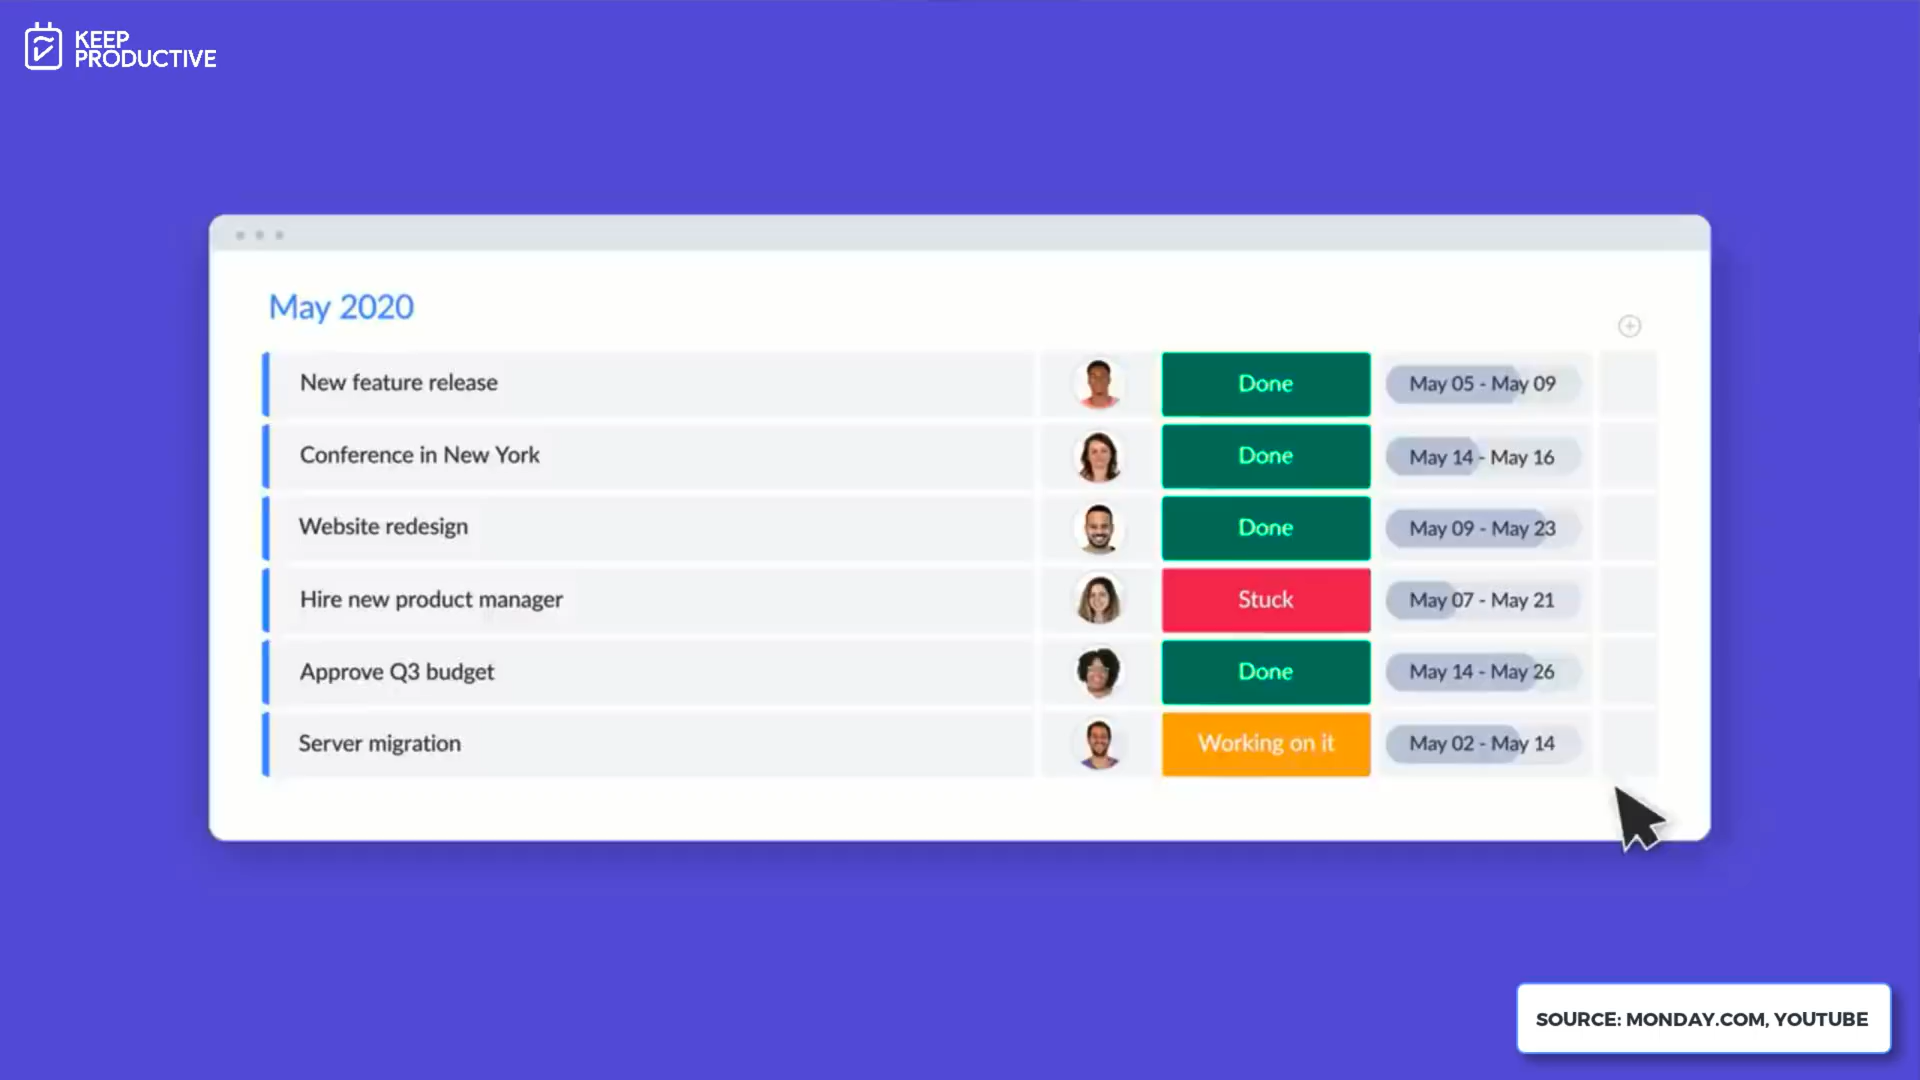 KEEP
PRODUCTIVE
May 2020
New feature release Done May 05 - May 09
Conference in New York Done May 14 - May 16
Website redesign Done May 09 - May 23
Hire new product manager Stuck May 07 - May 21
Approve Q3 budget Done May 14 - May 26
Server migration Working on it May 02 - May 14
SOURCE: MONDAY.COM, YOUTUBE